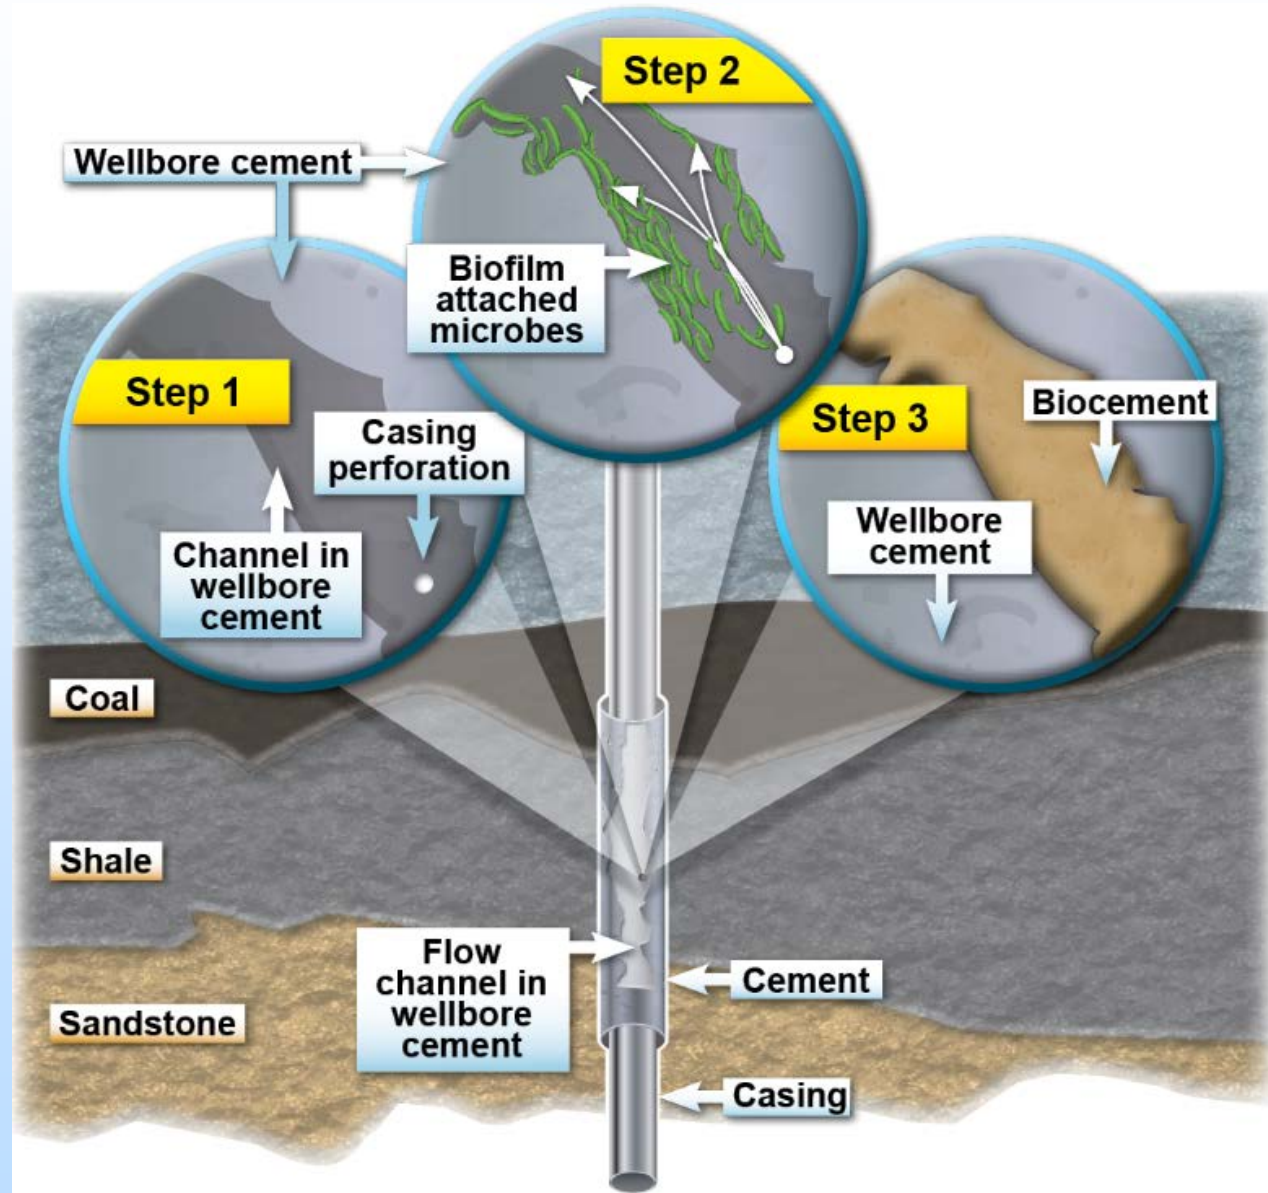 Step 2
Wellbore cement
Biofilm
attached
microbes
Step 1
Casing
perforation
Channel in
wellbore
cement
Step 3
Biocement
Wellbore
cement
Coal
Shale
Flow
channel in
wellbore
cement
Cement
Sandstone
Casing